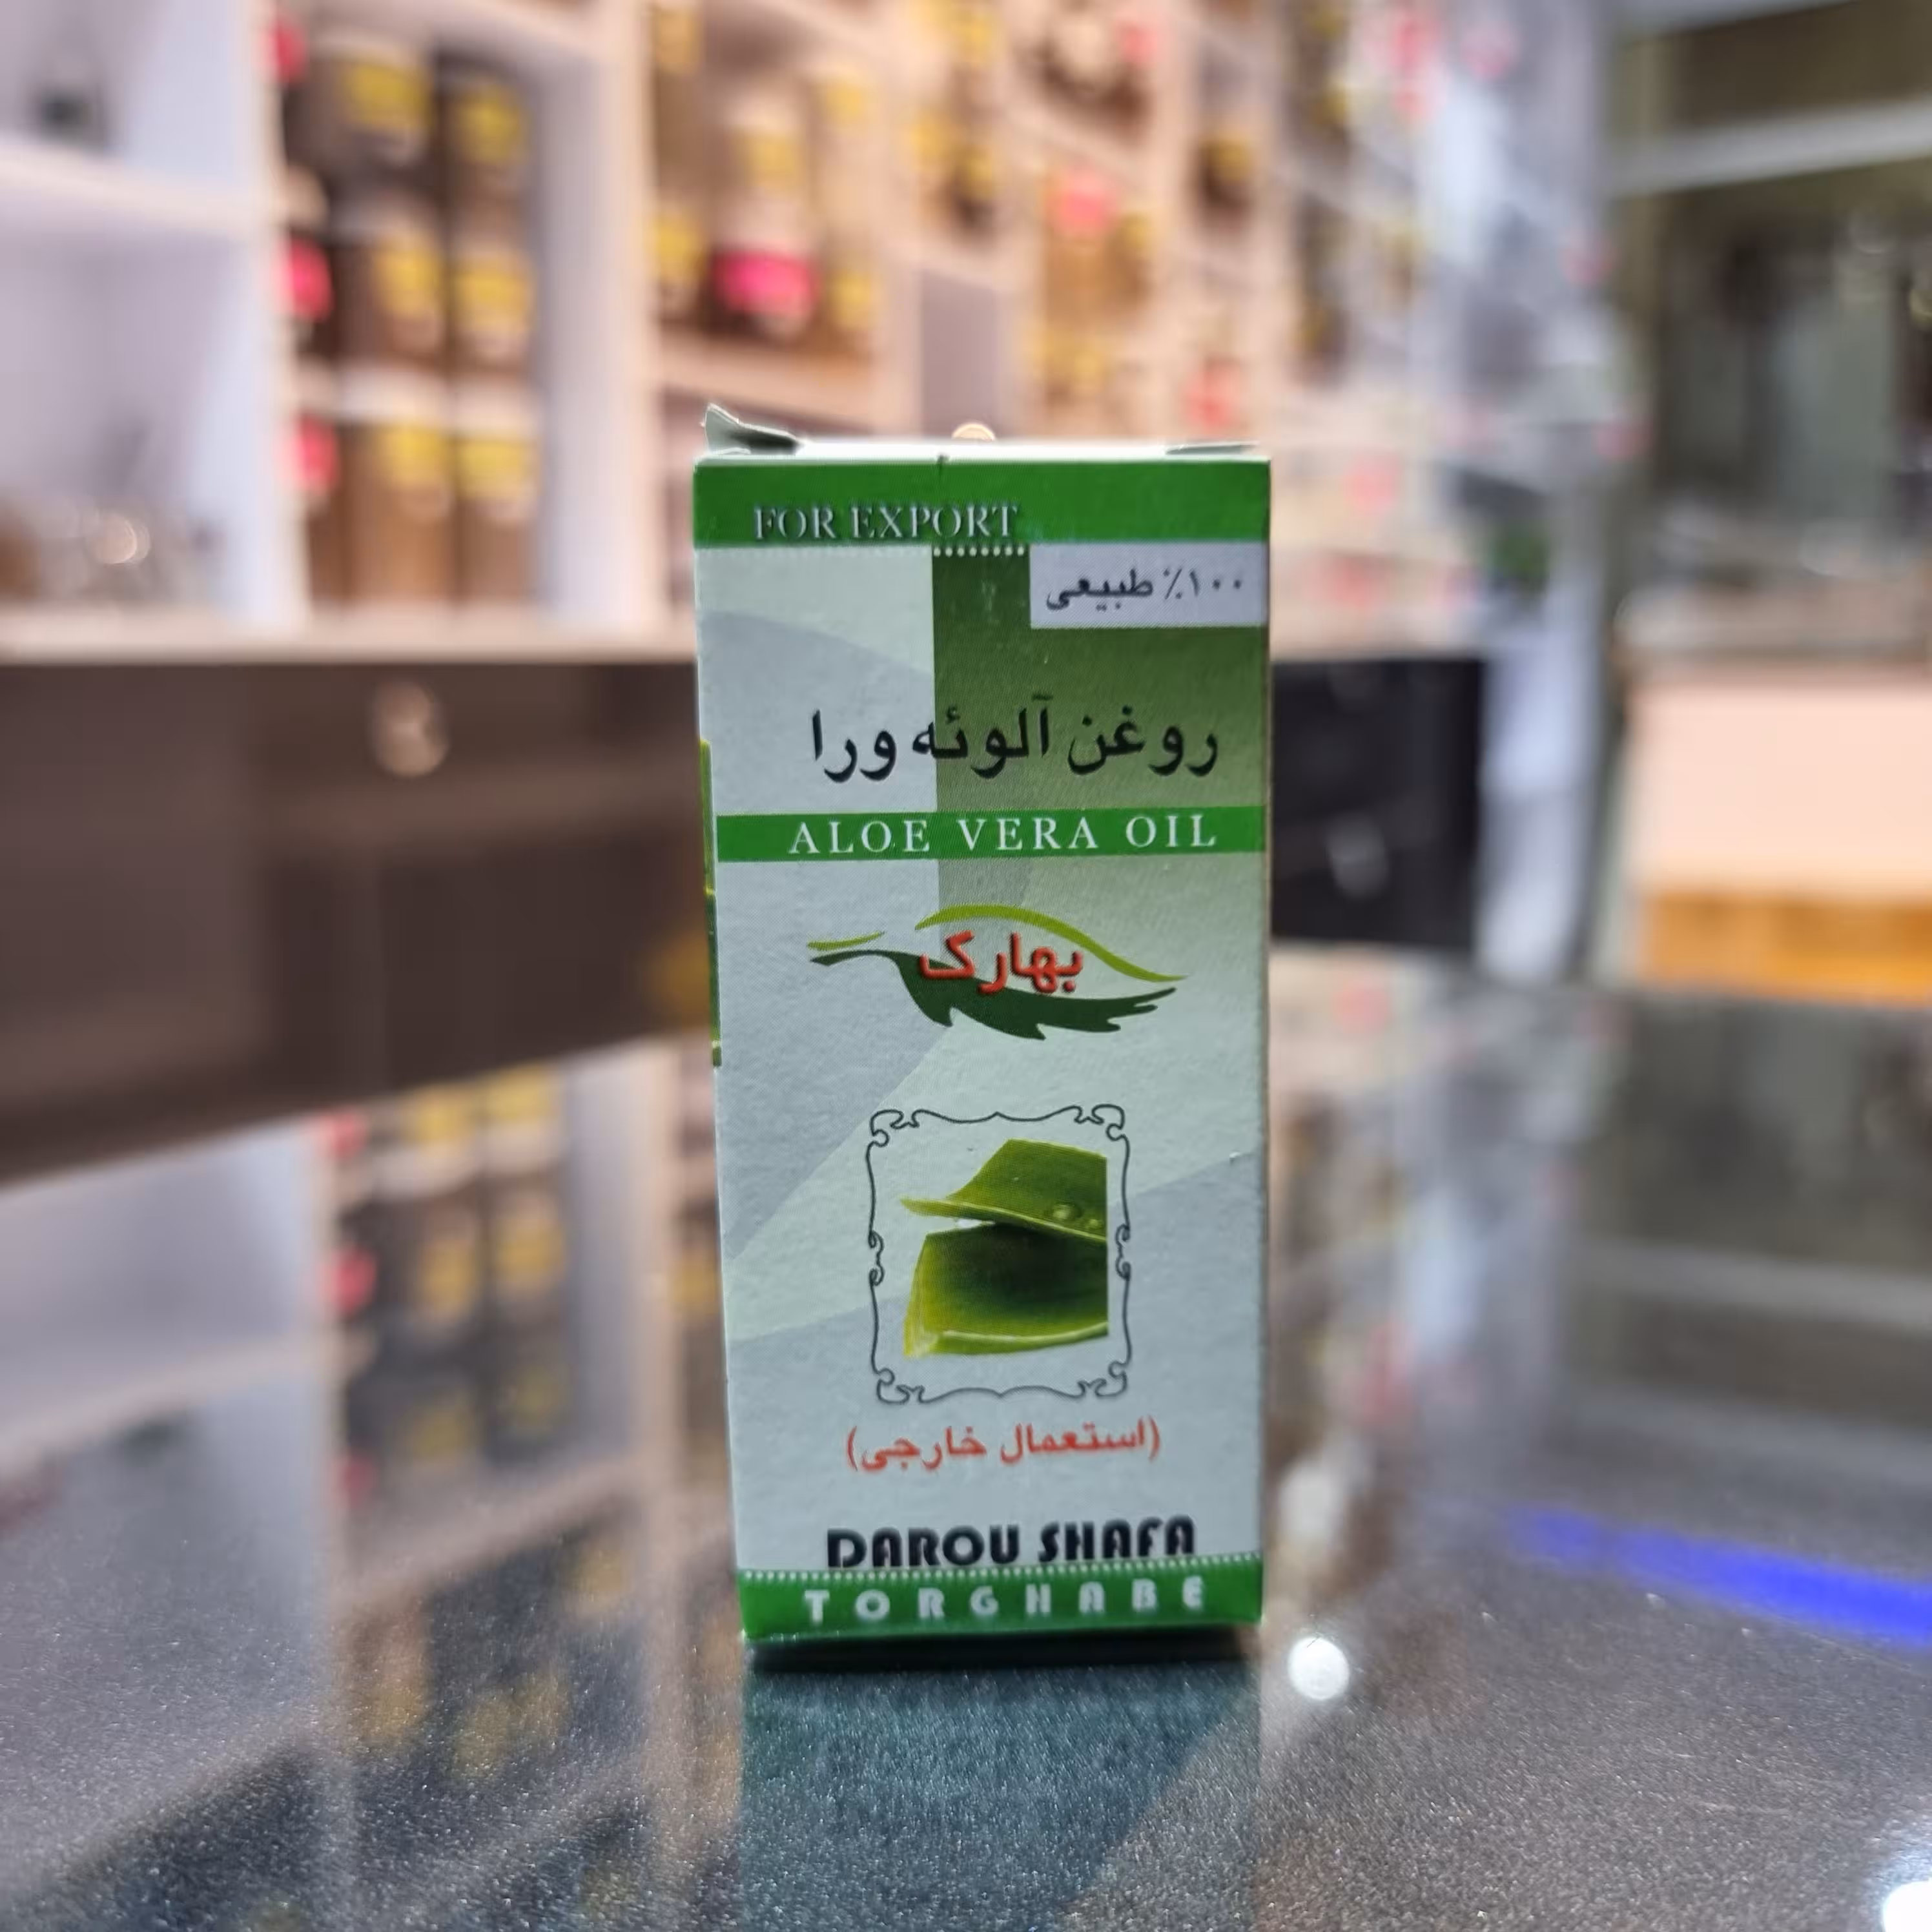 FOR EXPORT
۱۰۰٪ طبیعی
روغن آلوئه ورا
ALOE VERA OIL
بهارک
(استعمال خارجی)
DAROU SHAFA
TORGHABE